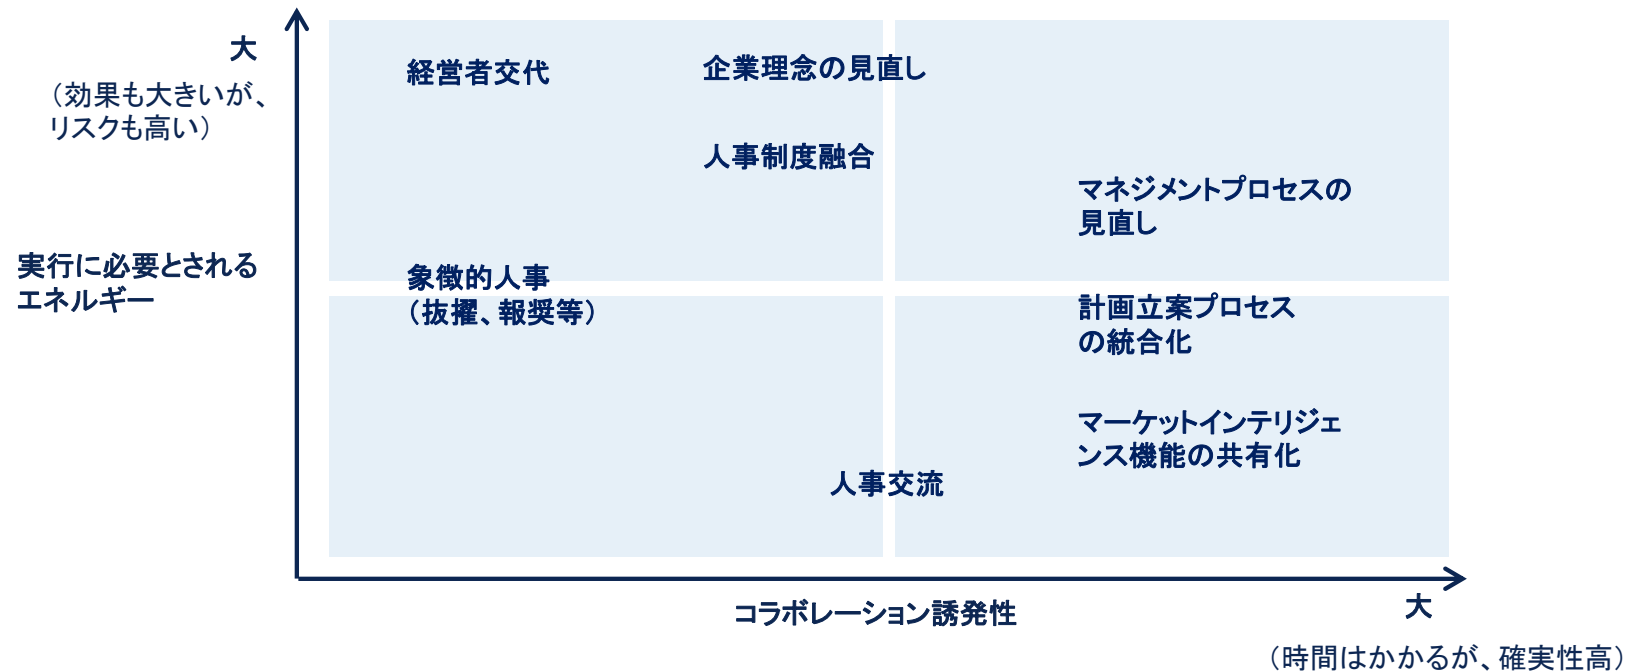 大
（効果も大きいが、
リスクも高い）
実行に必要とされる
エネルギー
経営者交代
企業理念の見直し
人事制度融合
マネジメントプロセスの
見直し
象徴的人事
（抜擢、報奨等）
計画立案プロセス
の統合化
マーケットインテリジェ
ンス機能の共有化
人事交流
コラボレーション誘発性
大
（時間はかかるが、確実性高）